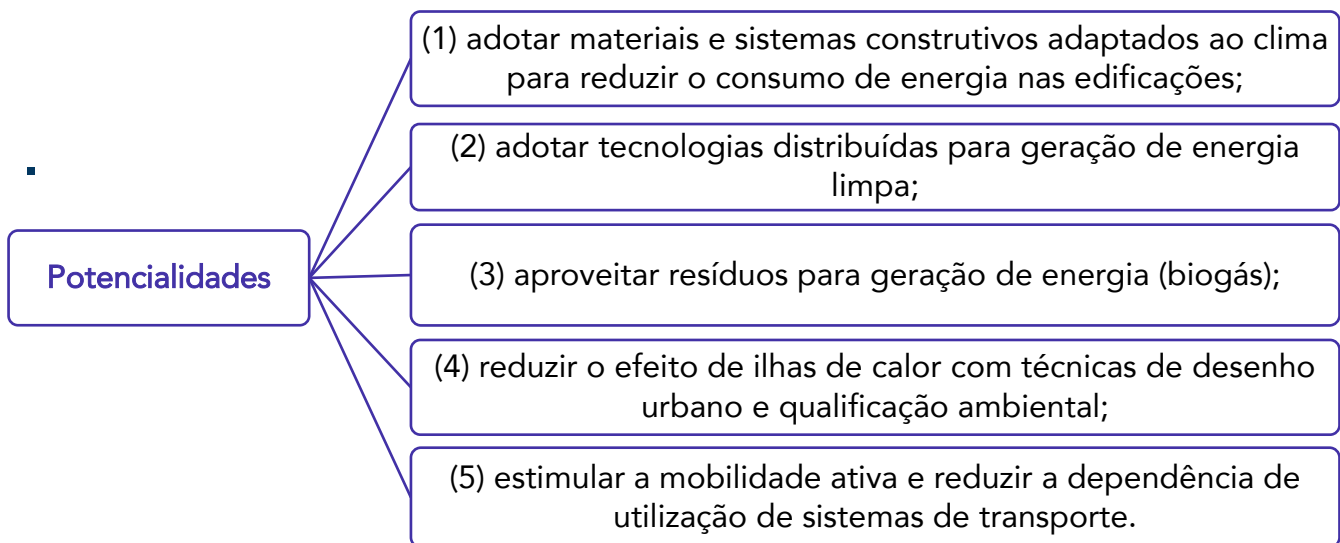 Potencialidades
(1) adotar materiais e sistemas construtivos adaptados ao clima
para reduzir o consumo de energia nas edificações;
(2) adotar tecnologias distribuídas para geração de energia
limpa;
(3) aproveitar resíduos para geração de energia (biogás);
(4) reduzir o efeito de ilhas de calor com técnicas de desenho
urbano e qualificação ambiental;
(5) estimular a mobilidade ativa e reduzir a dependência de
utilização de sistemas de transporte.